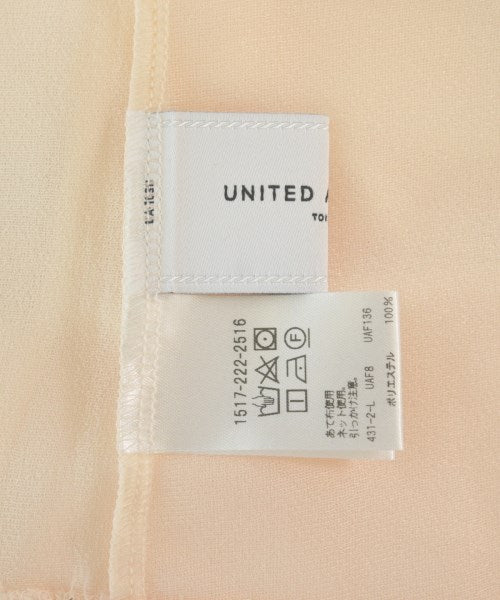 UNITED
1517-222-2516
あて布使用。
ネット使用。
引っかけ注意。
431-2-L UAF8 UAF136
ポリエステル 100%